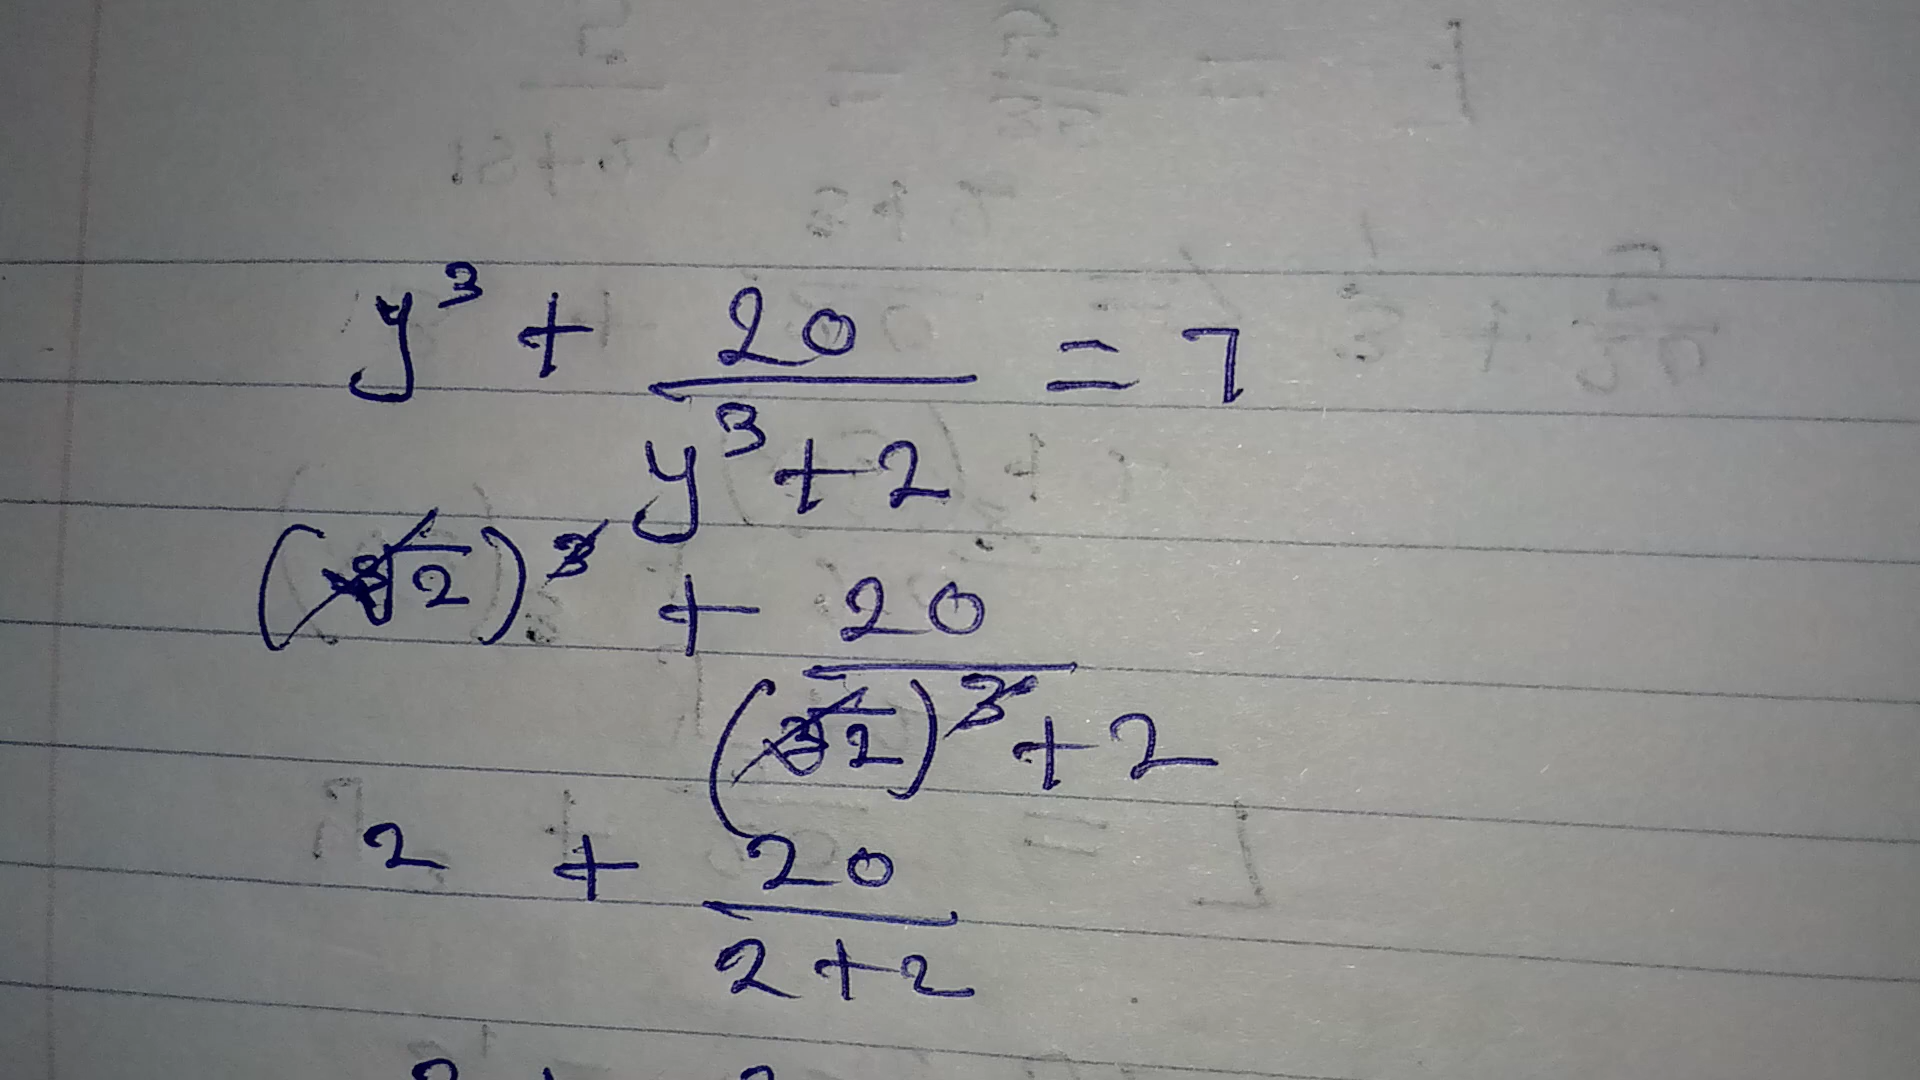 y³ + 20/(y³ + 2) = 7
(∛2)³ + 20/((∛2)³ + 2)
2 + 20/(2 + 2)